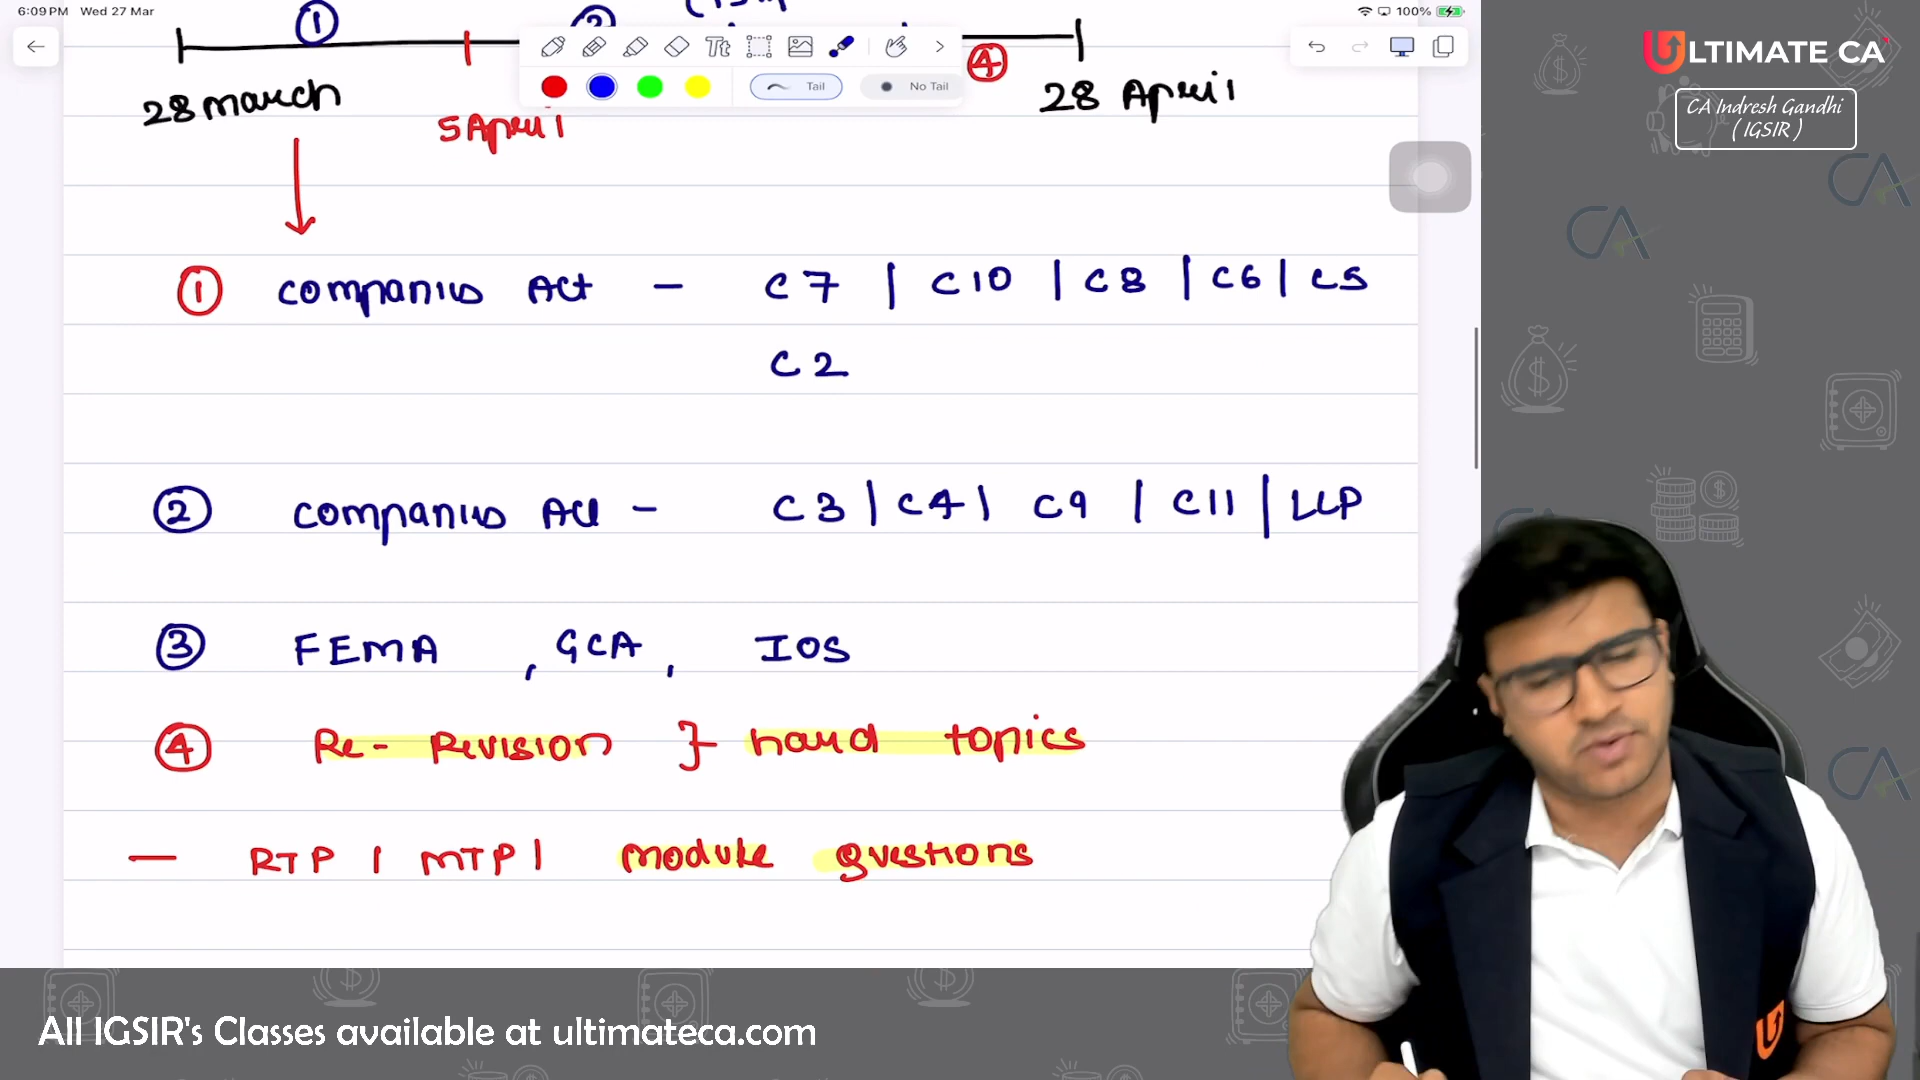 6:09 PM Wed 27 Mar
100%
ULTIMATE CA
CA Indresh Gandhi
( IGSIR )
① ④
Tt
Tail No Tail
28 march 5 April 28 April
① Companies Act - C7 | C10 | C8 | C6 | C5
C2
② Companies Act - C3 | C4 | C9 | C11 | LLP
③ FEMA , GCA , IOS
④ Re- Revision } hard topics
— RTP | MTP | module questions
All IGSIR's Classes available at ultimateca.com